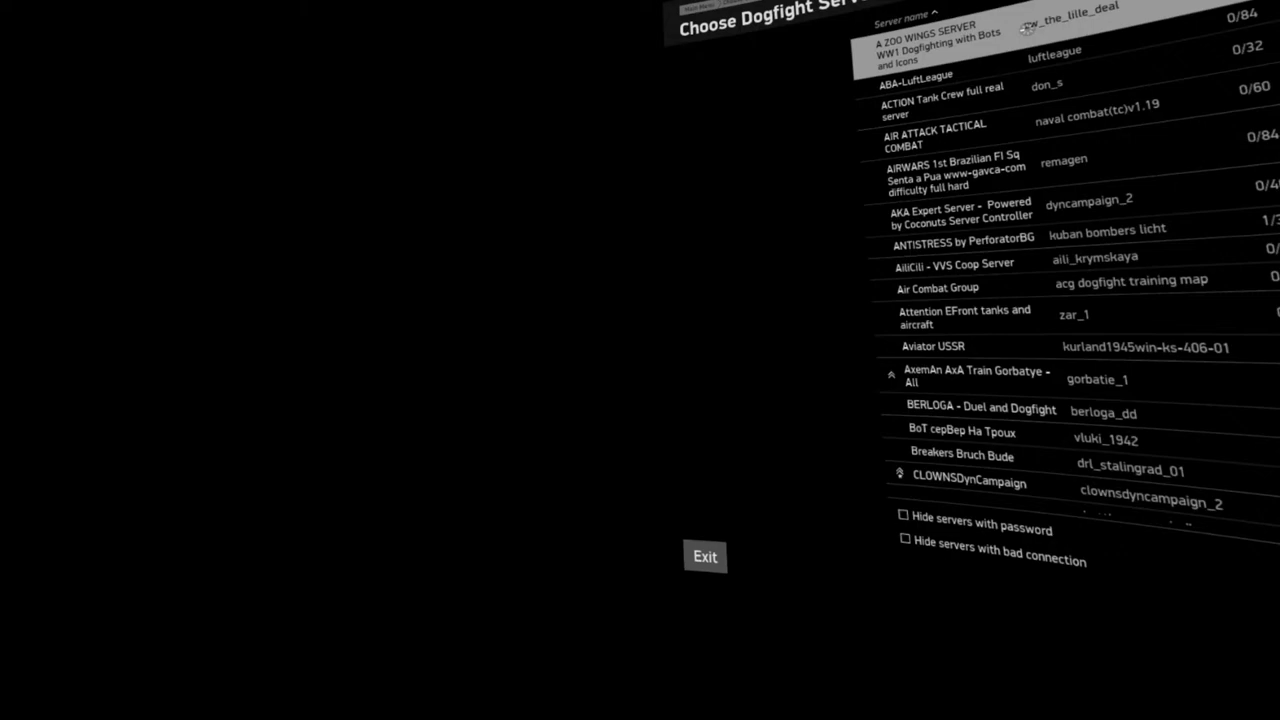 Main Menu
Choose Dogfight
Server name
A ZOO WINGS SERVER
WW1 Dogfighting with Bots
and Icons
_the_lille_deal
0/84
ABA-LuftLeague
luftleague
0/32
ACTION Tank Crew full real
server
don_s
0/60
AIR ATTACK TACTICAL
COMBAT
naval combat(tc)v1.19
0/84
AIRWARS 1st Brazilian FI Sq
Senta a Pua www-gavca-com
difficulty full hard
remagen
AKA Expert Server - Powered
by Coconuts Server Controller
dyncampaign_2
ANTISTRESS by PerforatorBG
kuban bombers licht
AiliCili - VVS Coop Server
aili_krymskaya
Air Combat Group
acg dogfight training map
Attention EFront tanks and
aircraft
zar_1
Aviator USSR
kurland1945win-ks-406-01
AxemAn AxA Train Gorbatye -
All
gorbatie_1
BERLOGA - Duel and Dogfight
berloga_dd
BoT cepBep Ha Tpoux
vluki_1942
Breakers Bruch Bude
drl_stalingrad_01
CLOWNSDynCampaign
clownsdyncampaign_2
Hide servers with password
Hide servers with bad connection
Exit